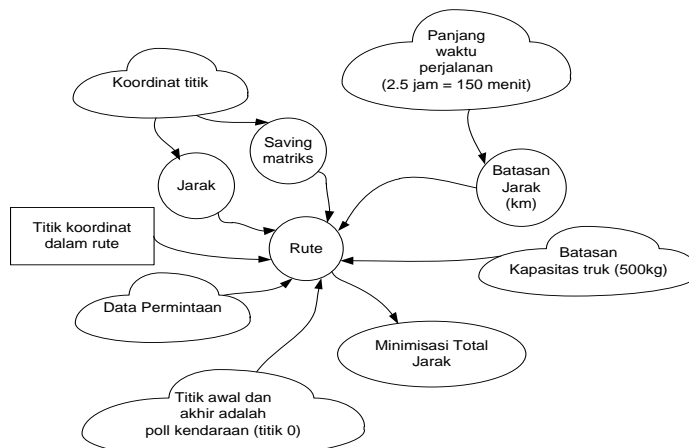 Panjang
waktu
perjalanan
(2.5 jam = 150 menit)
Koordinat titik
Saving
matriks
Jarak
Batasan
Jarak
(km)
Titik koordinat
dalam rute
Rute
Batasan
Kapasitas truk (500kg)
Data Permintaan
Minimisasi Total
Jarak
Titik awal dan
akhir adalah
poll kendaraan (titik 0)